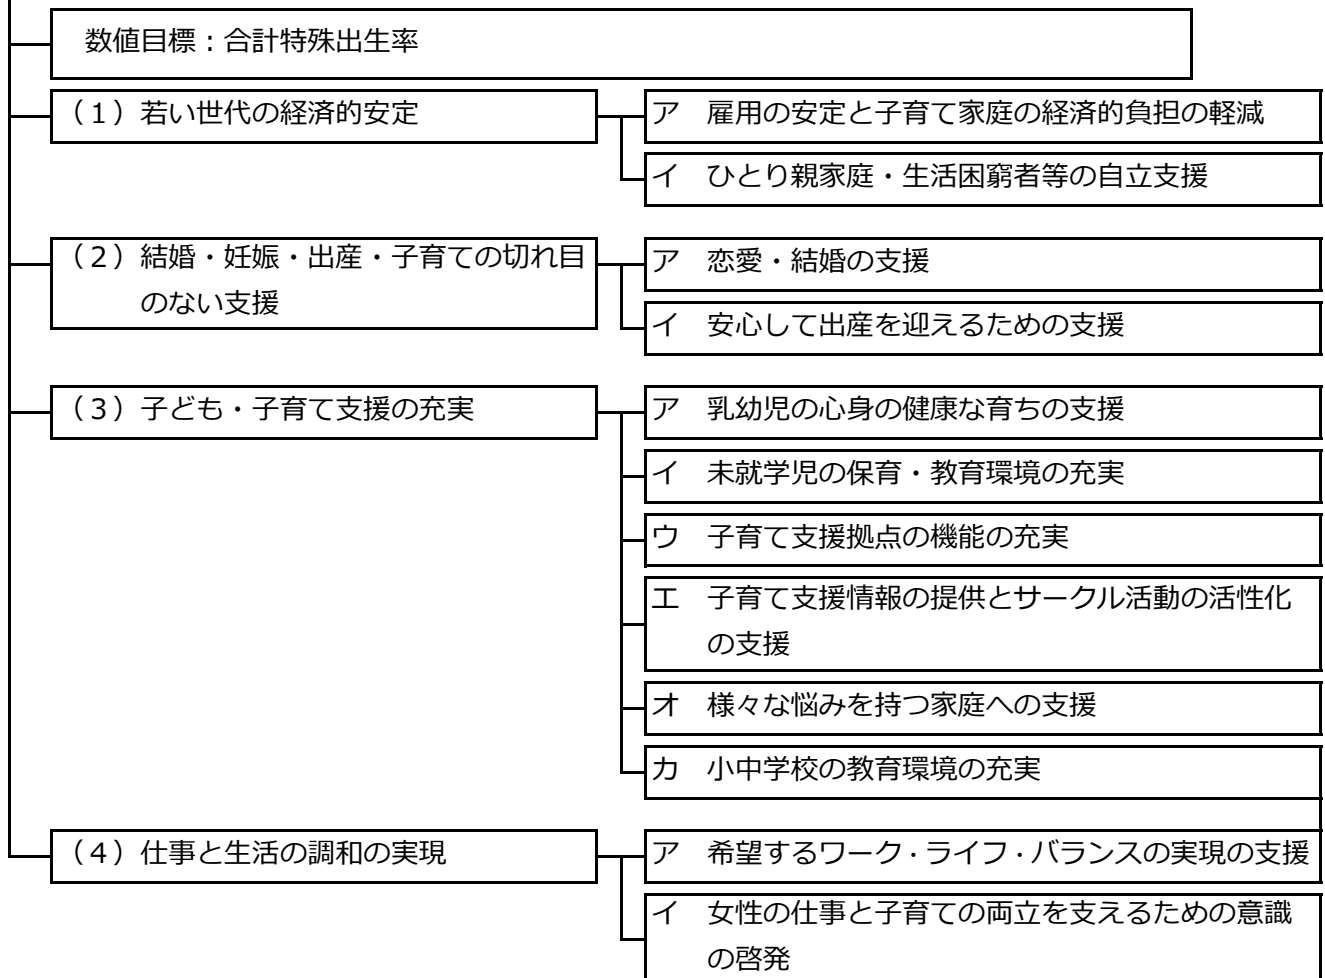 数値目標：合計特殊出生率
（１）若い世代の経済的安定
ア　雇用の安定と子育て家庭の経済的負担の軽減
イ　ひとり親家庭・生活困窮者等の自立支援
（２）結婚・妊娠・出産・子育ての切れ目
のない支援
ア　恋愛・結婚の支援
イ　安心して出産を迎えるための支援
（３）子ども・子育て支援の充実
ア　乳幼児の心身の健康な育ちの支援
イ　未就学児の保育・教育環境の充実
ウ　子育て支援拠点の機能の充実
エ　子育て支援情報の提供とサークル活動の活性化
の支援
オ　様々な悩みを持つ家庭への支援
カ　小中学校の教育環境の充実
（４）仕事と生活の調和の実現
ア　希望するワーク・ライフ・バランスの実現の支援
イ　女性の仕事と子育ての両立を支えるための意識
の啓発